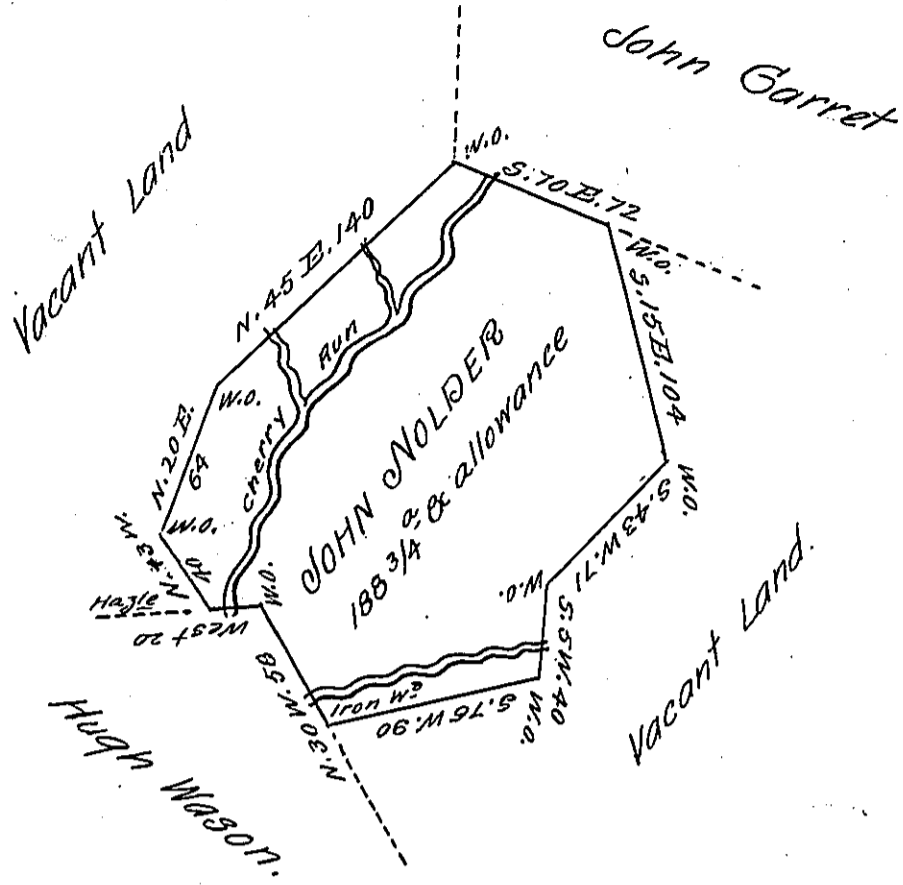 John Garret
Vacant Land
W.O.
S.70 E.72
N.45 E.140
W.O.
S.15 E.104
Run
Cherry
JOHN NOLDER
188 3/4 a. & allowance
W.O.
N.20 E.
64
W.O.
N.43 W.
40
Hazle
West 20
W.O.
W.O.
S.43 W.71
W.O.
S.5 W.40
W.O.
N.30 W.58
Iron
S.76 W.90
Vacant Land.
Hugh Wason.